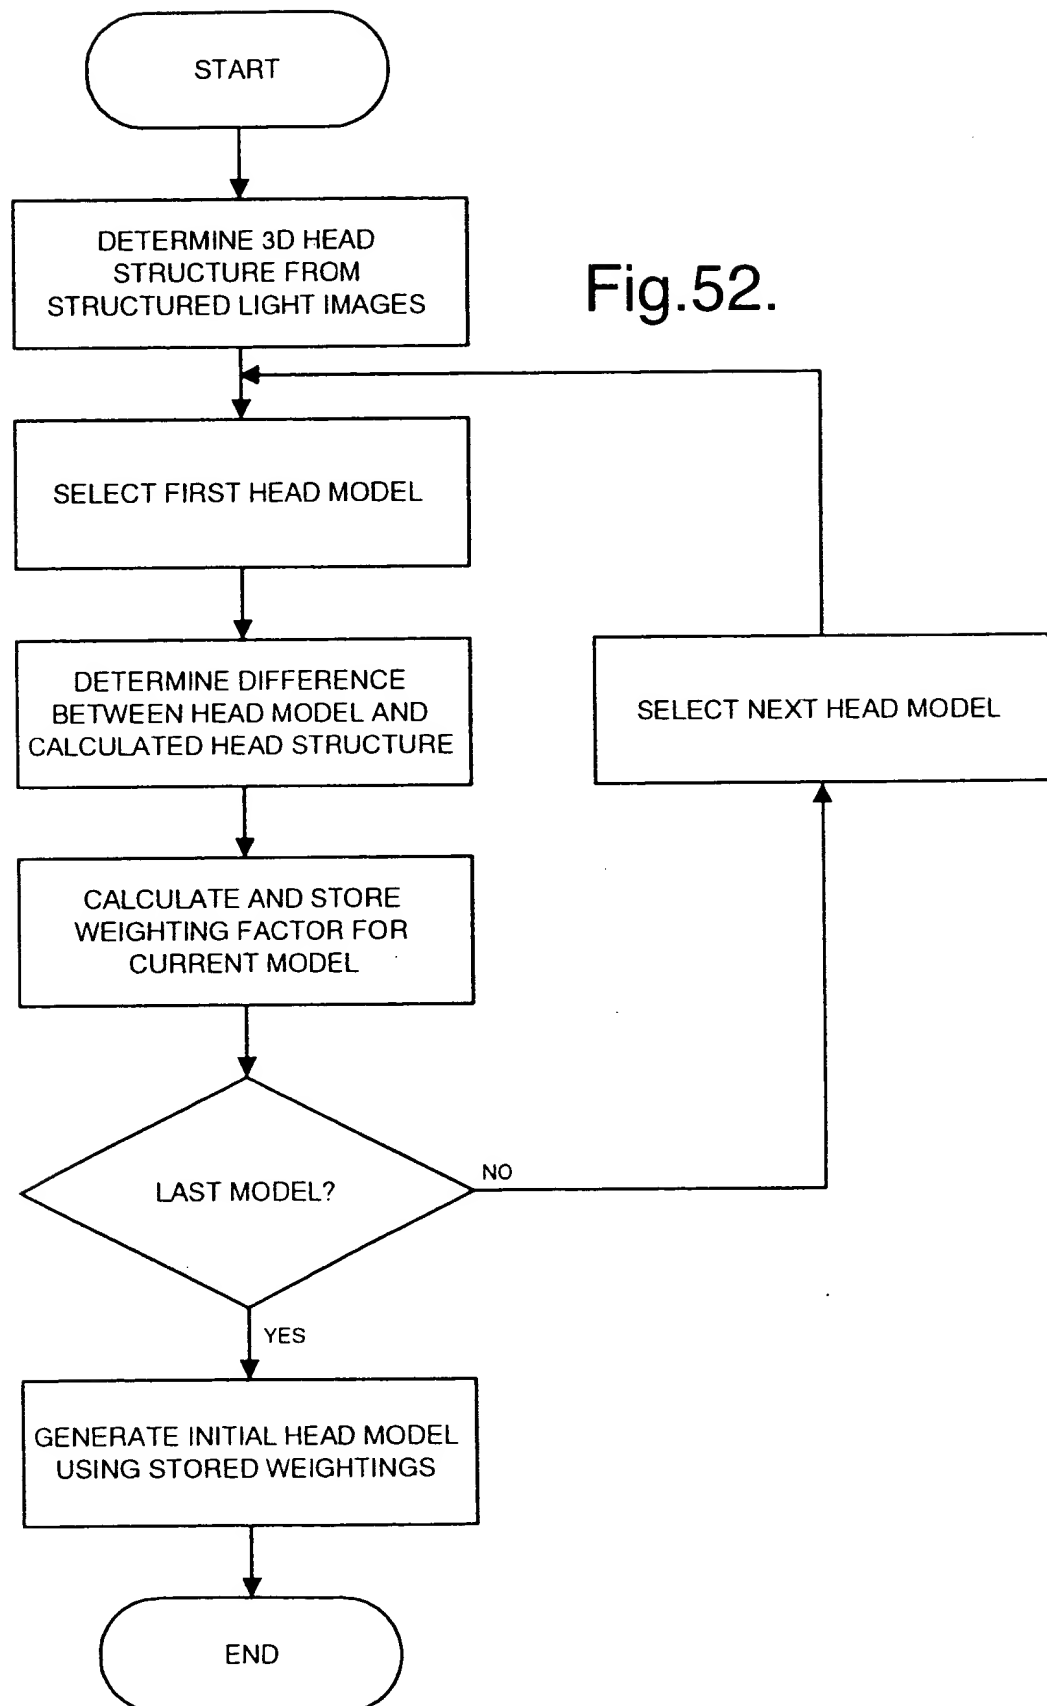 START
DETERMINE 3D HEAD
STRUCTURE FROM
STRUCTURED LIGHT IMAGES
Fig.52.
SELECT FIRST HEAD MODEL
DETERMINE DIFFERENCE
BETWEEN HEAD MODEL AND
CALCULATED HEAD STRUCTURE
SELECT NEXT HEAD MODEL
CALCULATE AND STORE
WEIGHTING FACTOR FOR
CURRENT MODEL
LAST MODEL?
NO
YES
GENERATE INITIAL HEAD MODEL
USING STORED WEIGHTINGS
END